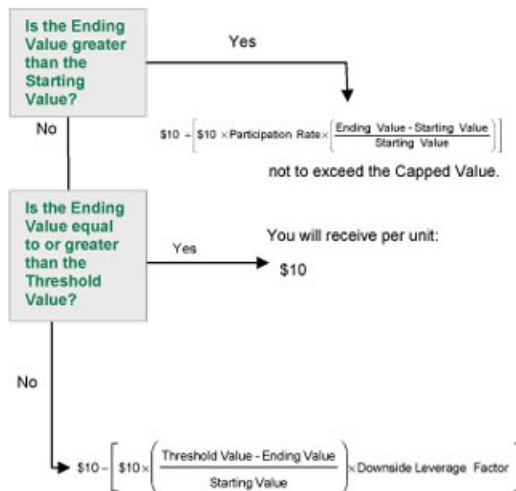 Is the Ending
Value greater
than the
Starting
Value?
Yes
No
$10 + [ $10 × Participation Rate × ( Ending Value - Starting Value / Starting Value ) ]
not to exceed the Capped Value.
Is the Ending
Value equal
to or greater
than the
Threshold
Value?
Yes
You will receive per unit:
$10
No
$10 − [ $10 × ( Threshold Value - Ending Value / Starting Value ) × Downside Leverage Factor ]